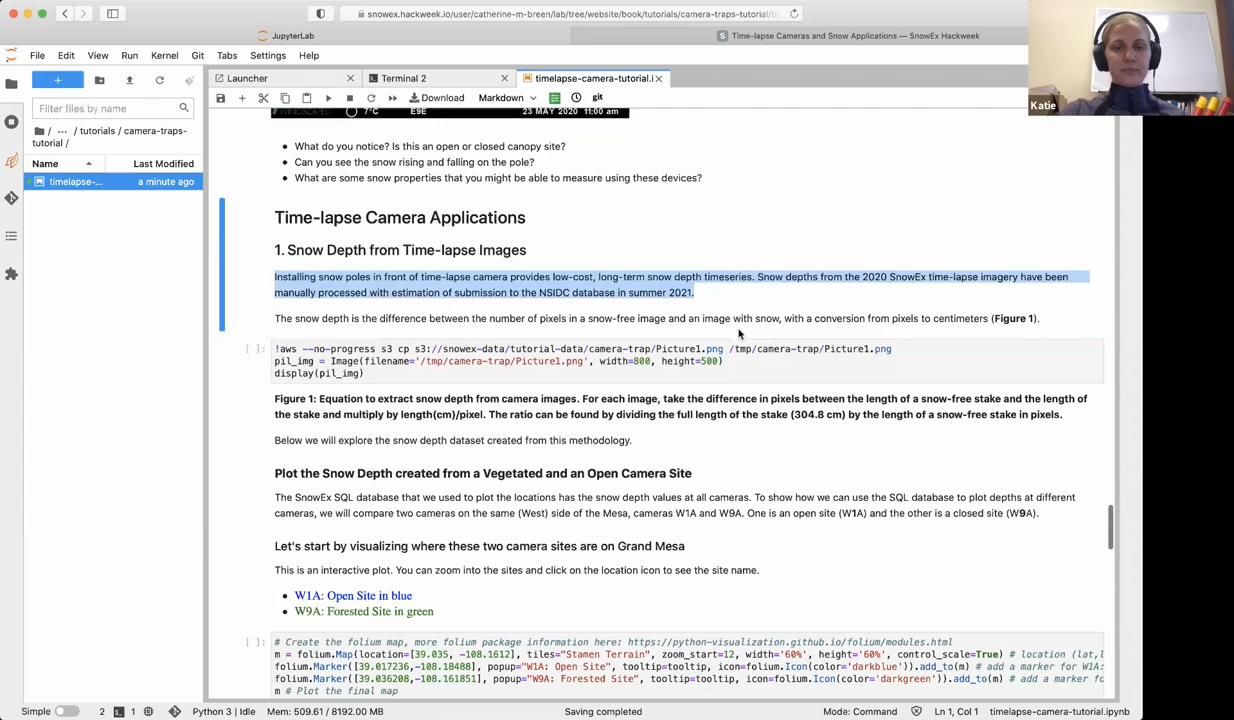 snowex.hackweek.io/user/catherine-m-breen/lab/tree/website/book/tutorials/camera-traps-tutorial/ti
JupyterLab
S Time-lapse Cameras and Snow Applications — SnowEx Hackweek
File Edit View Run Kernel Git Tabs Settings Help
Launcher
Terminal 2
timelapse-camera-tutorial.i
Download
Markdown
git
Katie
Filter files by name
/ ... / tutorials / camera-traps-
tutorial /
Name
Last Modified
timelapse-...
a minute ago
7°C E9E 23 MAY 2020 11:00 am
• What do you notice? Is this an open or closed canopy site?
• Can you see the snow rising and falling on the pole?
• What are some snow properties that you might be able to measure using these devices?
Time-lapse Camera Applications
1. Snow Depth from Time-lapse Images
Installing snow poles in front of time-lapse camera provides low-cost, long-term snow depth timeseries. Snow depths from the 2020 SnowEx time-lapse imagery have been
manually processed with estimation of submission to the NSIDC database in summer 2021.
The snow depth is the difference between the number of pixels in a snow-free image and an image with snow, with a conversion from pixels to centimeters (Figure 1).
[ ]: !aws --no-progress s3 cp s3://snowex-data/tutorial-data/camera-trap/Picture1.png /tmp/camera-trap/Picture1.png
pil_img = Image(filename='/tmp/camera-trap/Picture1.png', width=800, height=500)
display(pil_img)
Figure 1: Equation to extract snow depth from camera images. For each image, take the difference in pixels between the length of a snow-free stake and the length of
the stake and multiply by length(cm)/pixel. The ratio can be found by dividing the full length of the stake (304.8 cm) by the length of a snow-free stake in pixels.
Below we will explore the snow depth dataset created from this methodology.
Plot the Snow Depth created from a Vegetated and an Open Camera Site
The SnowEx SQL database that we used to plot the locations has the snow depth values at all cameras. To show how we can use the SQL database to plot depths at different
cameras, we will compare two cameras on the same (West) side of the Mesa, cameras W1A and W9A. One is an open site (W1A) and the other is a closed site (W9A).
Let's start by visualizing where these two camera sites are on Grand Mesa
This is an interactive plot. You can zoom into the sites and click on the location icon to see the site name.
• W1A: Open Site in blue
• W9A: Forested Site in green
[ ]: # Create the folium map, more folium package information here: https://python-visualization.github.io/folium/modules.html
m = folium.Map(location=[39.035, -108.1612], tiles="Stamen Terrain", zoom_start=12, width='60%', height='60%', control_scale=True) # location (lat,l
folium.Marker([39.017236,-108.18488], popup="W1A: Open Site", tooltip=tooltip, icon=folium.Icon(color='darkblue')).add_to(m) # add a marker for W1A:
folium.Marker([39.036208,-108.161851], popup="W9A: Forested Site", tooltip=tooltip, icon=folium.Icon(color='darkgreen')).add_to(m) # add a marker for
m # Plot the final map
Simple 2 1 Python 3 | Idle Mem: 509.61 / 8192.00 MB Saving completed Mode: Command Ln 1, Col 1 timelapse-camera-tutorial.ipynb